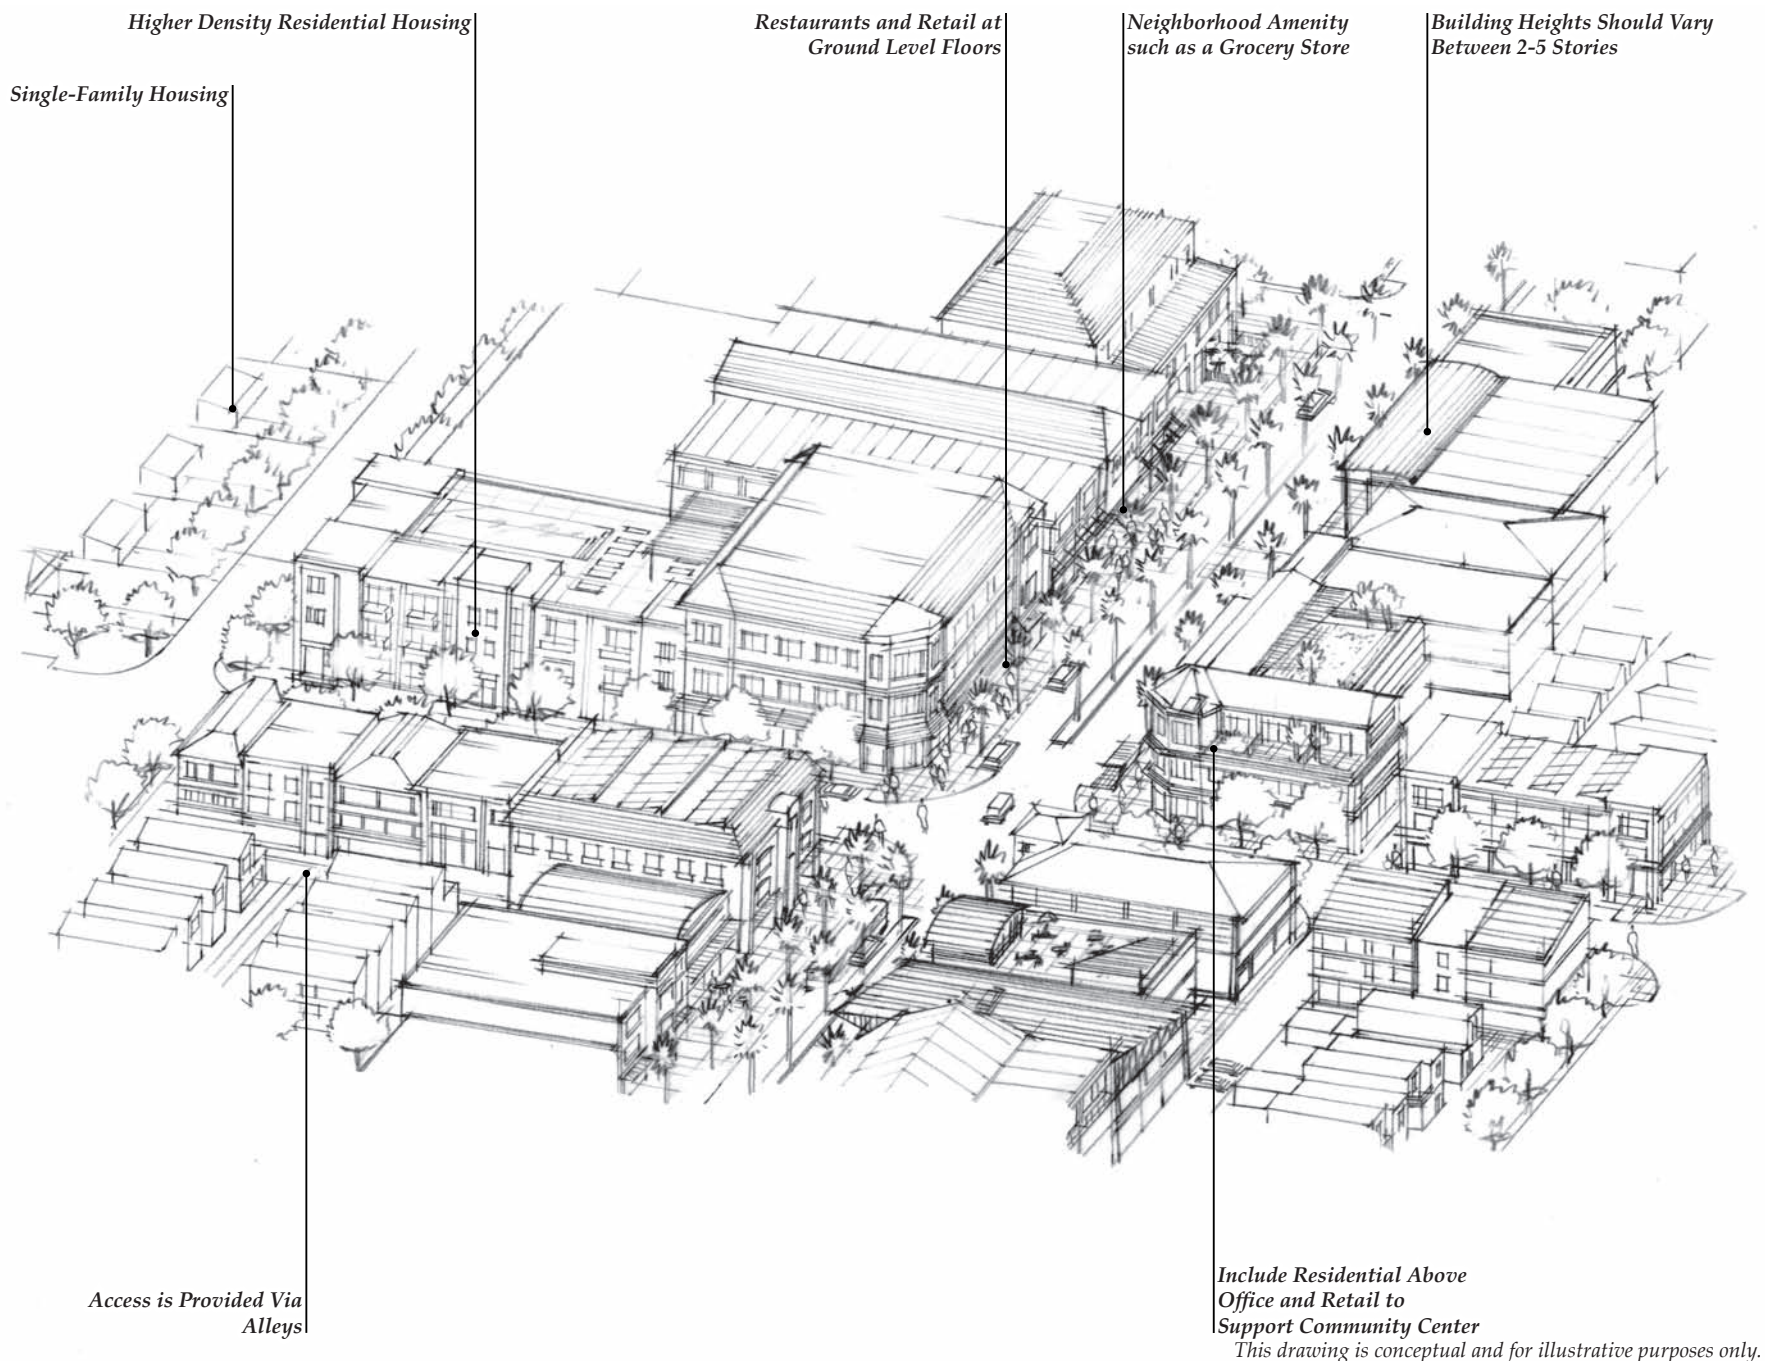 Higher Density Residential Housing
Restaurants and Retail at
Ground Level Floors
Neighborhood Amenity
such as a Grocery Store
Building Heights Should Vary
Between 2-5 Stories
Single-Family Housing
Access is Provided Via
Alleys
Include Residential Above
Office and Retail to
Support Community Center
This drawing is conceptual and for illustrative purposes only.